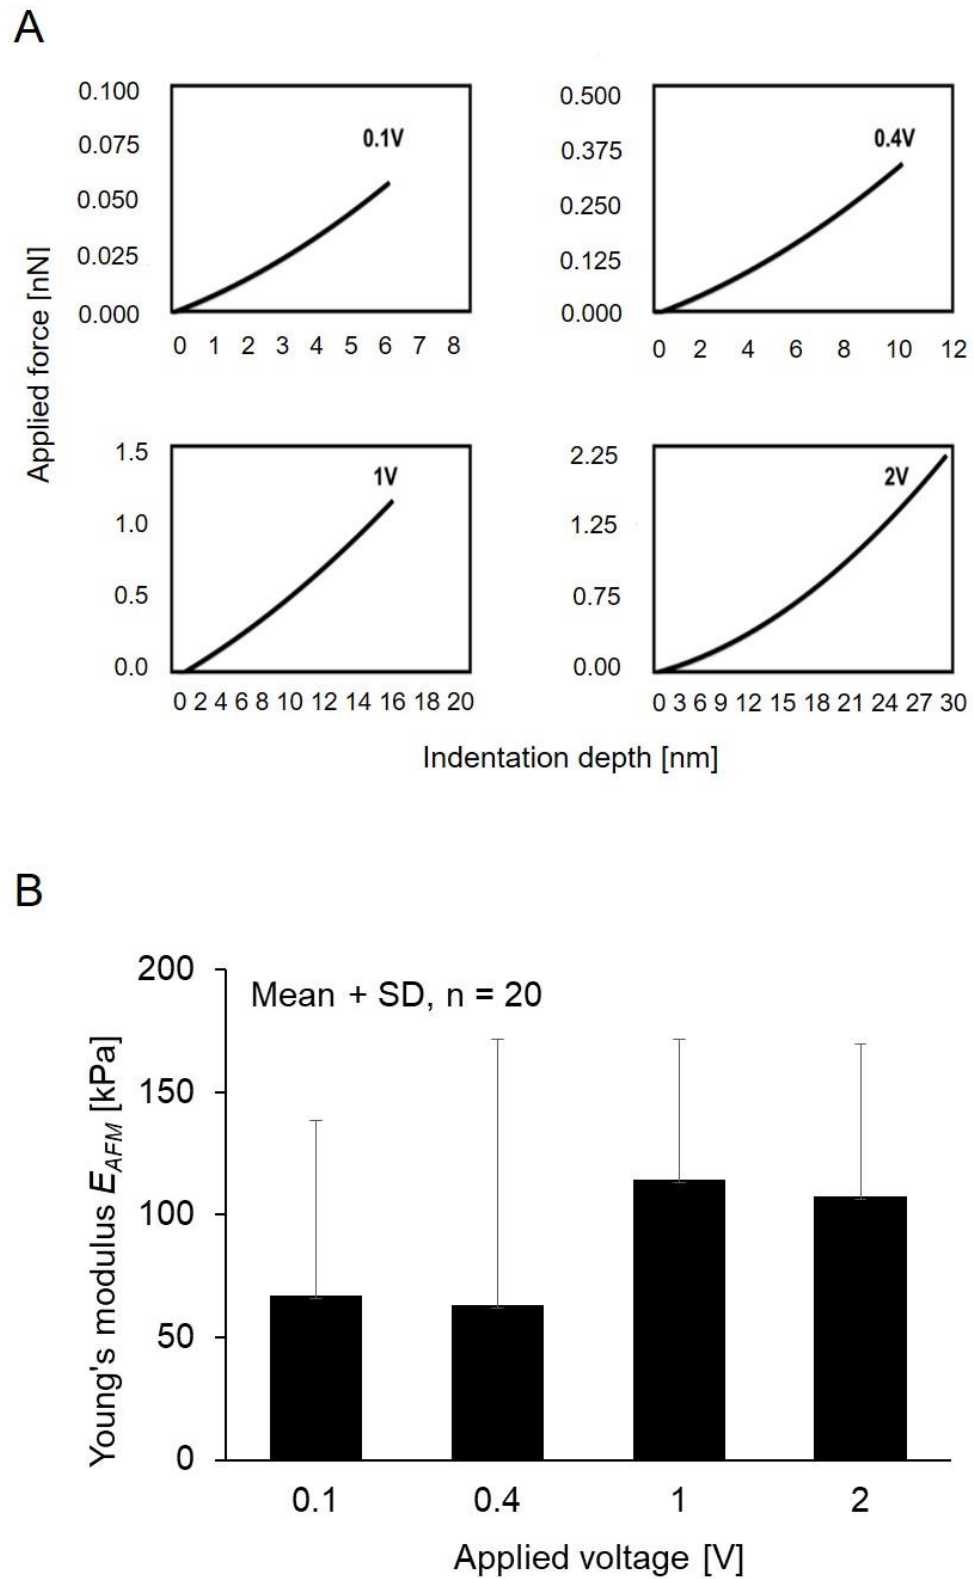 A
Applied force [nN]
0.100
0.075
0.050
0.025
0.000
0.1V
0 1 2 3 4 5 6 7 8
0.500
0.375
0.250
0.125
0.000
0.4V
0 2 4 6 8 10 12
1.5
1.0
0.5
0.0
1V
0 2 4 6 8 10 12 14 16 18 20
2.25
1.25
0.75
0.00
2V
0 3 6 9 12 15 18 21 24 27 30
Indentation depth [nm]
B
Young's modulus E_AFM [kPa]
200
150
100
50
0
Mean + SD, n = 20
0.1 0.4 1 2
Applied voltage [V]